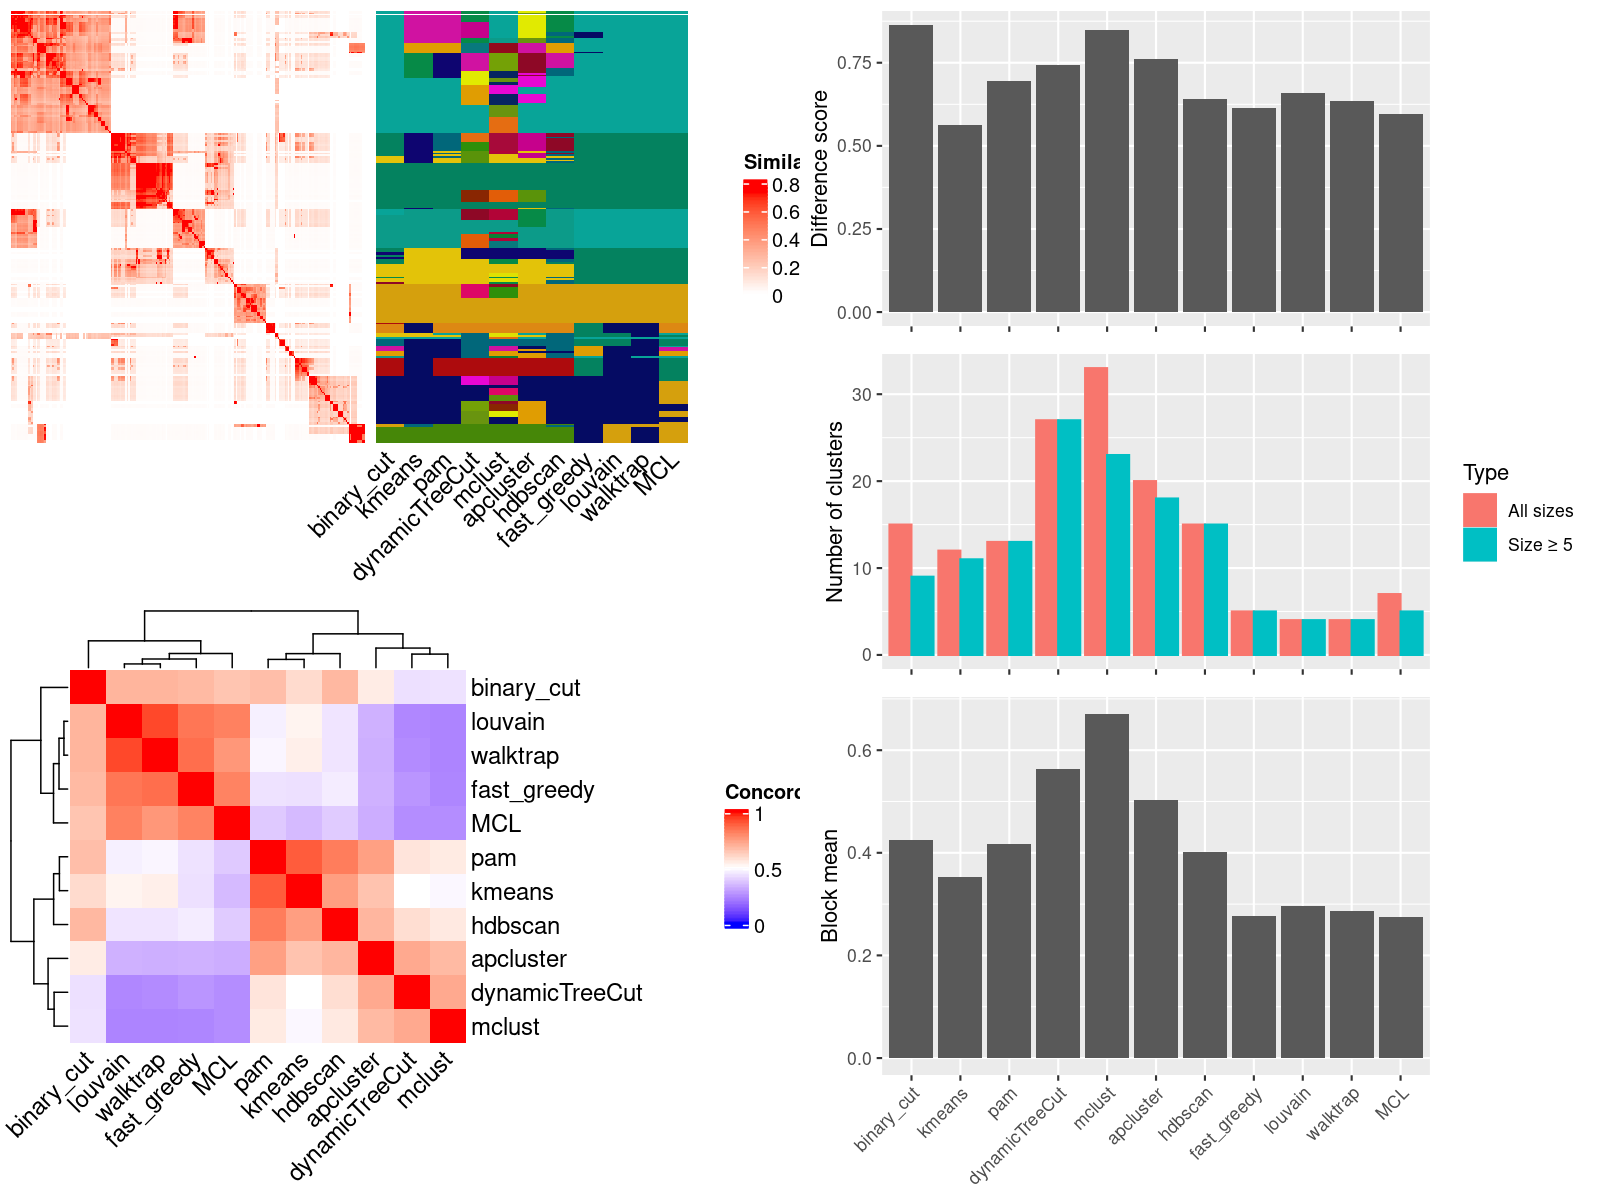 Simila
0.8
0.6
0.4
0.2
0
binary_cut
kmeans
pam
dynamicTreeCut
mclust
apcluster
hdbscan
fast_greedy
louvain
walktrap
MCL
Difference score
0.75
0.50
0.25
0.00
Number of clusters
30
20
10
0
Type
All sizes
Size ≥ 5
binary_cut
louvain
walktrap
fast_greedy
MCL
pam
kmeans
hdbscan
apcluster
dynamicTreeCut
mclust
binary_cut
louvain
walktrap
fast_greedy
MCL
pam
kmeans
hdbscan
apcluster
dynamicTreeCut
mclust
Concord
1
0.5
0
Block mean
0.6
0.4
0.2
0.0
binary_cut
kmeans
pam
dynamicTreeCut
mclust
apcluster
hdbscan
fast_greedy
louvain
walktrap
MCL